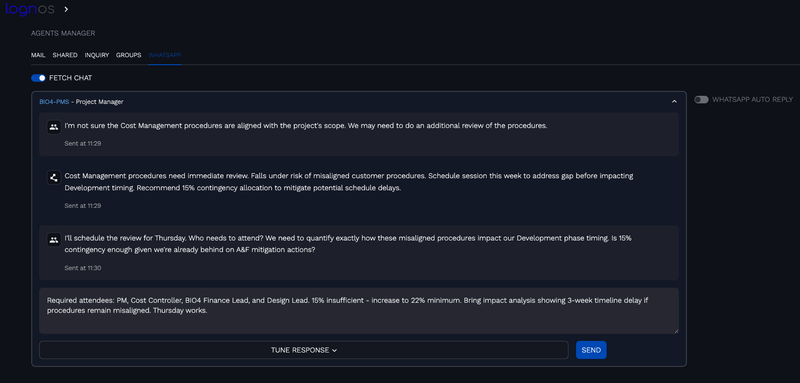 lognos
AGENTS MANAGER
MAIL SHARED INQUIRY GROUPS WHATSAPP
FETCH CHAT
BIO4-PMS - Project Manager
WHATSAPP AUTO REPLY
I'm not sure the Cost Management procedures are aligned with the project's scope. We may need to do an additional review of the procedures.
Sent at 11:29
Cost Management procedures need immediate review. Falls under risk of misaligned customer procedures. Schedule session this week to address gap before impacting
Development timing. Recommend 15% contingency allocation to mitigate potential schedule delays.
Sent at 11:29
I'll schedule the review for Thursday. Who needs to attend? We need to quantify exactly how these misaligned procedures impact our Development phase timing. Is 15%
contingency enough given we're already behind on A&F mitigation actions?
Sent at 11:30
Required attendees: PM, Cost Controller, BIO4 Finance Lead, and Design Lead. 15% insufficient - increase to 22% minimum. Bring impact analysis showing 3-week timeline delay if
procedures remain misaligned. Thursday works.
TUNE RESPONSE
SEND